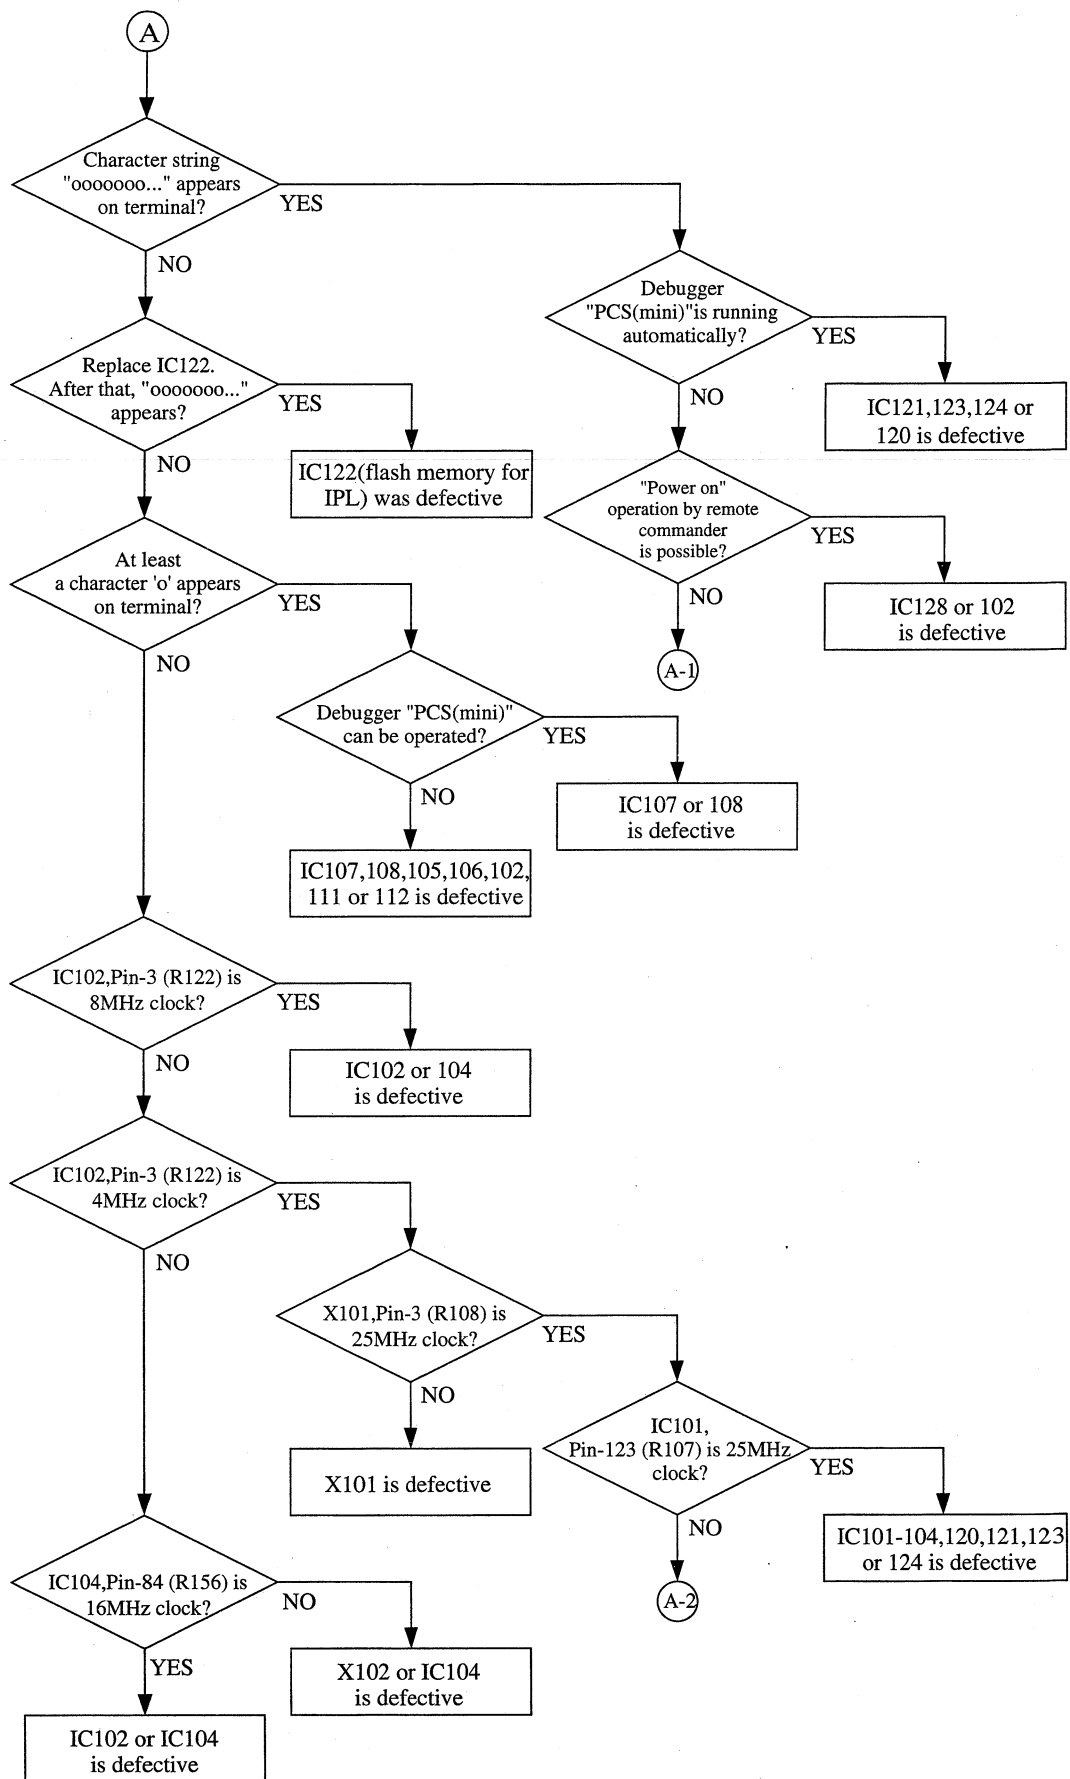 A
Character string
"ooooooo..." appears
on terminal?
YES
NO
Debugger
"PCS(mini)"is running
automatically?
YES
NO
IC121,123,124 or
120 is defective
Replace IC122.
After that, "ooooooo..."
appears?
YES
NO
IC122(flash memory for
IPL) was defective
"Power on"
operation by remote
commander
is possible?
YES
NO
IC128 or 102
is defective
A-1
At least
a character 'o' appears
on terminal?
YES
NO
Debugger "PCS(mini)"
can be operated?
YES
NO
IC107 or 108
is defective
IC107,108,105,106,102,
111 or 112 is defective
IC102,Pin-3 (R122) is
8MHz clock?
YES
NO
IC102 or 104
is defective
IC102,Pin-3 (R122) is
4MHz clock?
YES
NO
X101,Pin-3 (R108) is
25MHz clock?
YES
NO
X101 is defective
IC101,
Pin-123 (R107) is 25MHz
clock?
YES
NO
IC101-104,120,121,123
or 124 is defective
A-2
IC104,Pin-84 (R156) is
16MHz clock?
NO
YES
X102 or IC104
is defective
IC102 or IC104
is defective